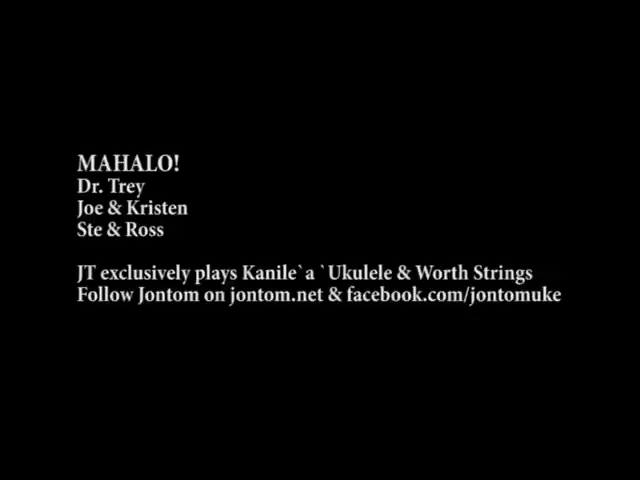 MAHALO!
Dr. Trey
Joe & Kristen
Ste & Ross
JT exclusively plays Kanile`a `Ukulele & Worth Strings
Follow Jontom on jontom.net & facebook.com/jontomuke